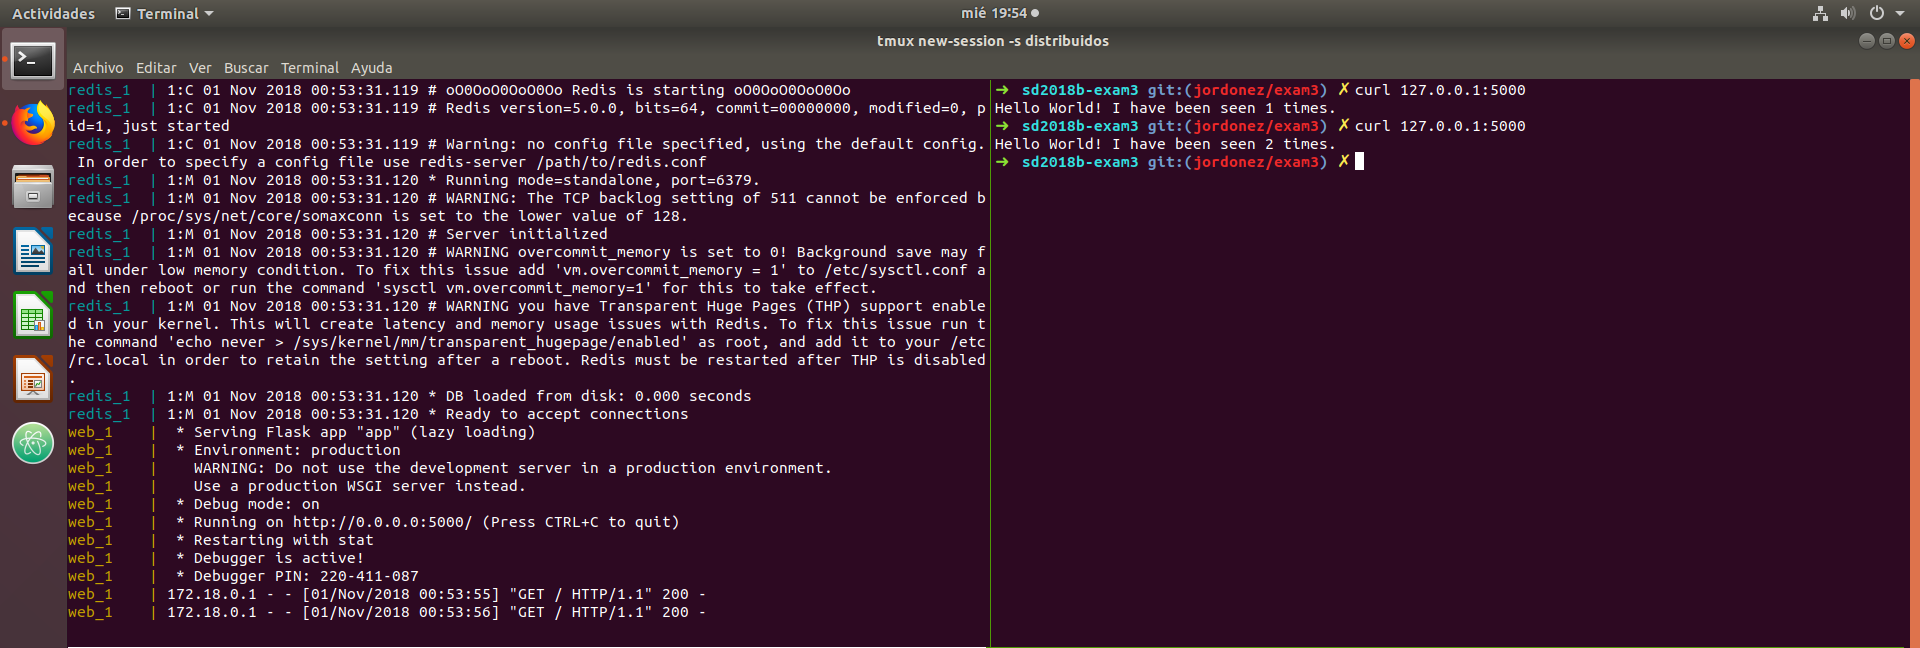 Actividades Terminal mié 19:54
tmux new-session -s distribuidos
Archivo Editar Ver Buscar Terminal Ayuda
redis_1  | 1:C 01 Nov 2018 00:53:31.119 # oO0OoO0OoO0Oo Redis is starting oO0OoO0OoO0Oo
redis_1  | 1:C 01 Nov 2018 00:53:31.119 # Redis version=5.0.0, bits=64, commit=00000000, modified=0, p
id=1, just started
redis_1  | 1:C 01 Nov 2018 00:53:31.119 # Warning: no config file specified, using the default config.
 In order to specify a config file use redis-server /path/to/redis.conf
redis_1  | 1:M 01 Nov 2018 00:53:31.120 * Running mode=standalone, port=6379.
redis_1  | 1:M 01 Nov 2018 00:53:31.120 # WARNING: The TCP backlog setting of 511 cannot be enforced b
ecause /proc/sys/net/core/somaxconn is set to the lower value of 128.
redis_1  | 1:M 01 Nov 2018 00:53:31.120 # Server initialized
redis_1  | 1:M 01 Nov 2018 00:53:31.120 # WARNING overcommit_memory is set to 0! Background save may f
ail under low memory condition. To fix this issue add 'vm.overcommit_memory = 1' to /etc/sysctl.conf a
nd then reboot or run the command 'sysctl vm.overcommit_memory=1' for this to take effect.
redis_1  | 1:M 01 Nov 2018 00:53:31.120 # WARNING you have Transparent Huge Pages (THP) support enable
d in your kernel. This will create latency and memory usage issues with Redis. To fix this issue run t
he command 'echo never > /sys/kernel/mm/transparent_hugepage/enabled' as root, and add it to your /etc
/rc.local in order to retain the setting after a reboot. Redis must be restarted after THP is disabled
.
redis_1  | 1:M 01 Nov 2018 00:53:31.120 * DB loaded from disk: 0.000 seconds
redis_1  | 1:M 01 Nov 2018 00:53:31.120 * Ready to accept connections
web_1    |  * Serving Flask app "app" (lazy loading)
web_1    |  * Environment: production
web_1    |    WARNING: Do not use the development server in a production environment.
web_1    |    Use a production WSGI server instead.
web_1    |  * Debug mode: on
web_1    |  * Running on http://0.0.0.0:5000/ (Press CTRL+C to quit)
web_1    |  * Restarting with stat
web_1    |  * Debugger is active!
web_1    |  * Debugger PIN: 220-411-087
web_1    | 172.18.0.1 - - [01/Nov/2018 00:53:55] "GET / HTTP/1.1" 200 -
web_1    | 172.18.0.1 - - [01/Nov/2018 00:53:56] "GET / HTTP/1.1" 200 -
➜  sd2018b-exam3 git:(jordonez/exam3) ✗ curl 127.0.0.1:5000
Hello World! I have been seen 1 times.
➜  sd2018b-exam3 git:(jordonez/exam3) ✗ curl 127.0.0.1:5000
Hello World! I have been seen 2 times.
➜  sd2018b-exam3 git:(jordonez/exam3) ✗